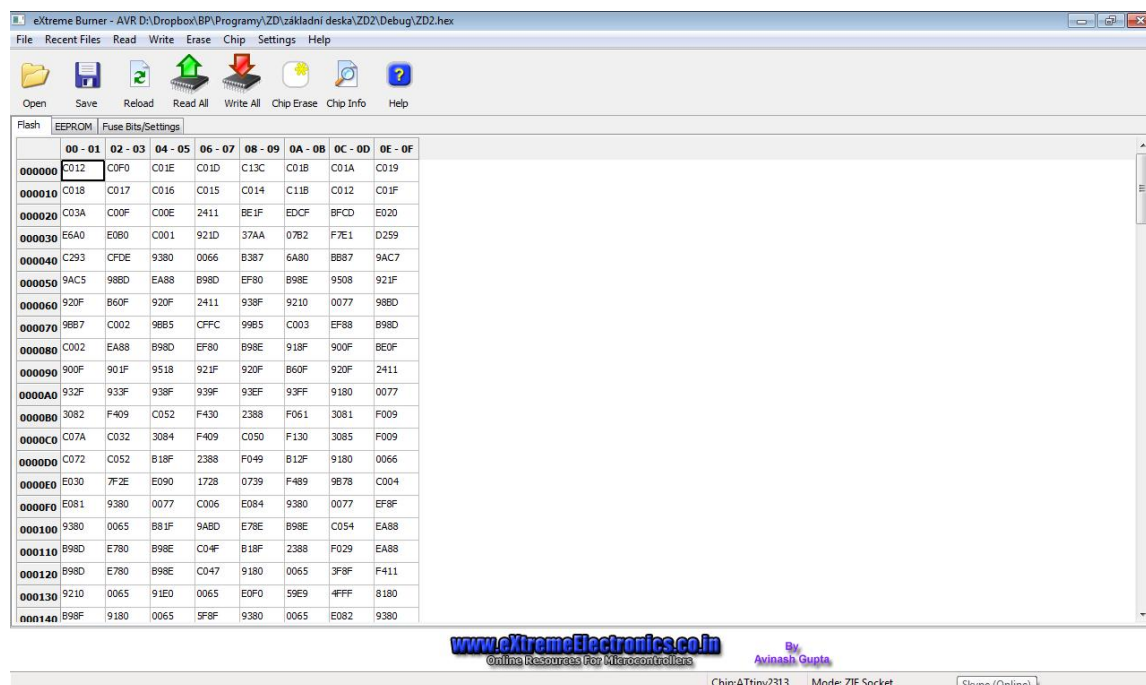 eXtreme Burner - AVR D:\Dropbox\BP\Programy\ZD\základní deska\ZD2\Debug\ZD2.hex
File Recent Files Read Write Erase Chip Settings Help
Open Save Reload Read All Write All Chip Erase Chip Info Help
Flash EEPROM Fuse Bits/Settings
00 - 01 02 - 03 04 - 05 06 - 07 08 - 09 0A - 0B 0C - 0D 0E - 0F
000000 C012 C0F0 C01E C01D C13C C01B C01A C019
000010 C018 C017 C016 C015 C014 C11B C012 C01F
000020 C03A C00F C00E 2411 BE1F EDCF BFCD E020
000030 E6A0 E0B0 C001 921D 37AA 07B2 F7E1 D259
000040 C293 CFDE 9380 0066 B387 6A80 BB87 9AC7
000050 9AC5 98BD EA88 B98D EF80 B98E 9508 921F
000060 920F B60F 920F 2411 938F 9210 0077 98BD
000070 9BB7 C002 9BB5 CFFC 99B5 C003 EF88 B98D
000080 C002 EA88 B98D EF80 B98E 918F 900F BE0F
000090 900F 901F 9518 921F 920F B60F 920F 2411
0000A0 932F 933F 938F 939F 93EF 93FF 9180 0077
0000B0 3082 F409 C052 F430 2388 F061 3081 F009
0000C0 C07A C032 3084 F409 C050 F130 3085 F009
0000D0 C072 C052 B18F 2388 F049 B12F 9180 0066
0000E0 E030 7F2E E090 1728 0739 F489 9B78 C004
0000F0 E081 9380 0077 C006 E084 9380 0077 EF8F
000100 9380 0065 B81F 9ABD E78E B98E C054 EA88
000110 B98D E780 B98E C04F B18F 2388 F029 EA88
000120 B98D E780 B98E C047 9180 0065 3F8F F411
000130 9210 0065 91E0 0065 E0F0 59E9 4FFF 8180
000140 B98F 9180 0065 5F8F 9380 0065 E082 9380
www.eXtremeElectronics.co.in
Online Resources For Microcontrollers
By
Avinash Gupta
Chip:ATtiny2313 Mode: ZIF Socket Skype (Online)